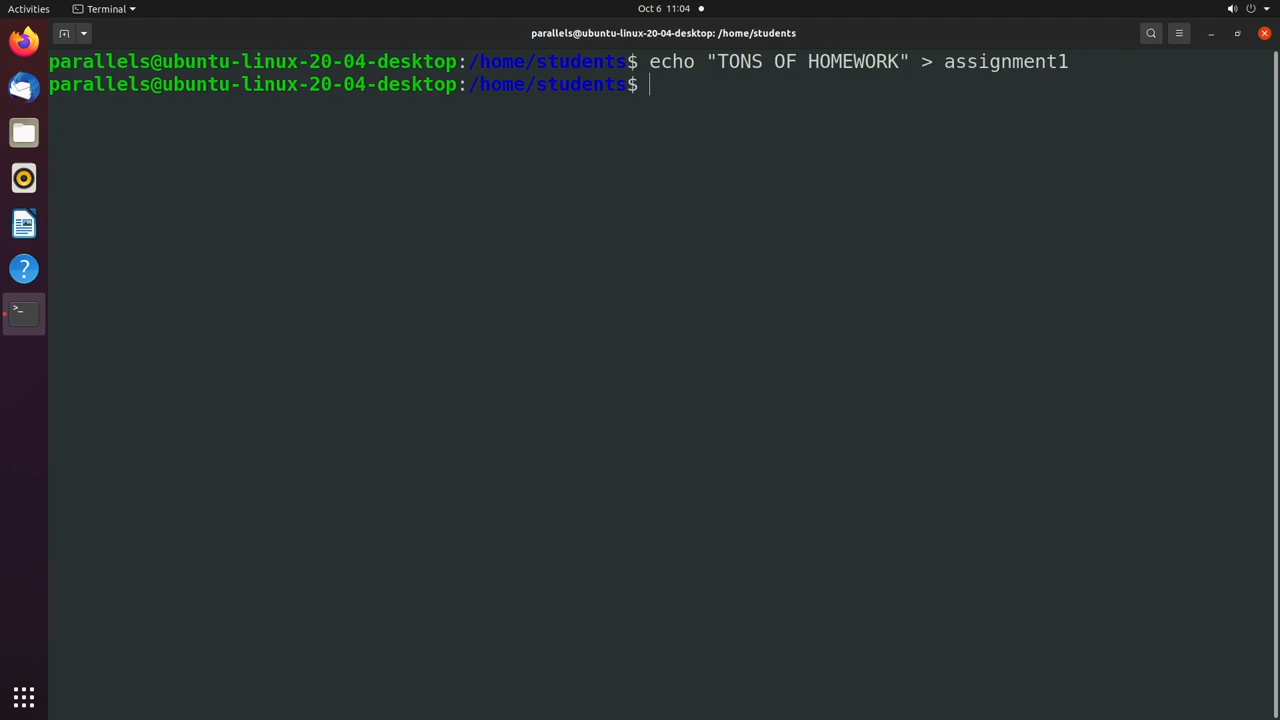 Activities Terminal Oct 6 11:04
parallels@ubuntu-linux-20-04-desktop: /home/students
parallels@ubuntu-linux-20-04-desktop:/home/students$ echo "TONS OF HOMEWORK" > assignment1
parallels@ubuntu-linux-20-04-desktop:/home/students$